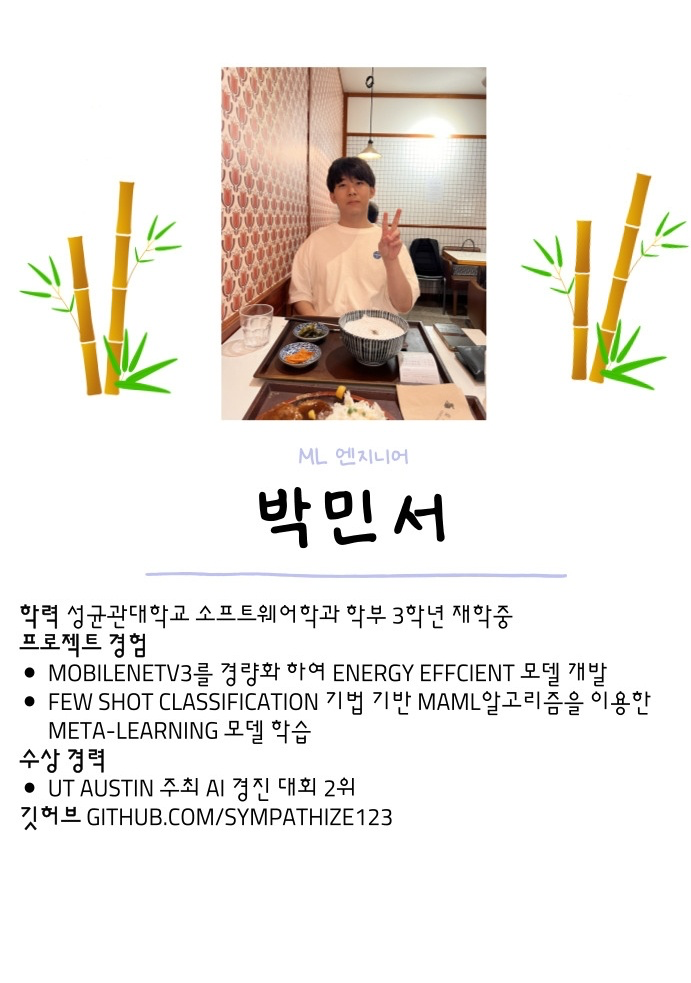 ML 엔지니어
박민서
학력 성균관대학교 소프트웨어학과 학부 3학년 재학중
프로젝트 경험
MOBILENETV3를 경량화 하여 ENERGY EFFCIENT 모델 개발
FEW SHOT CLASSIFICATION 기법 기반 MAML알고리즘을 이용한
META-LEARNING 모델 학습
수상 경력
UT AUSTIN 주최 AI 경진 대회 2위
깃허브 GITHUB.COM/SYMPATHIZE123